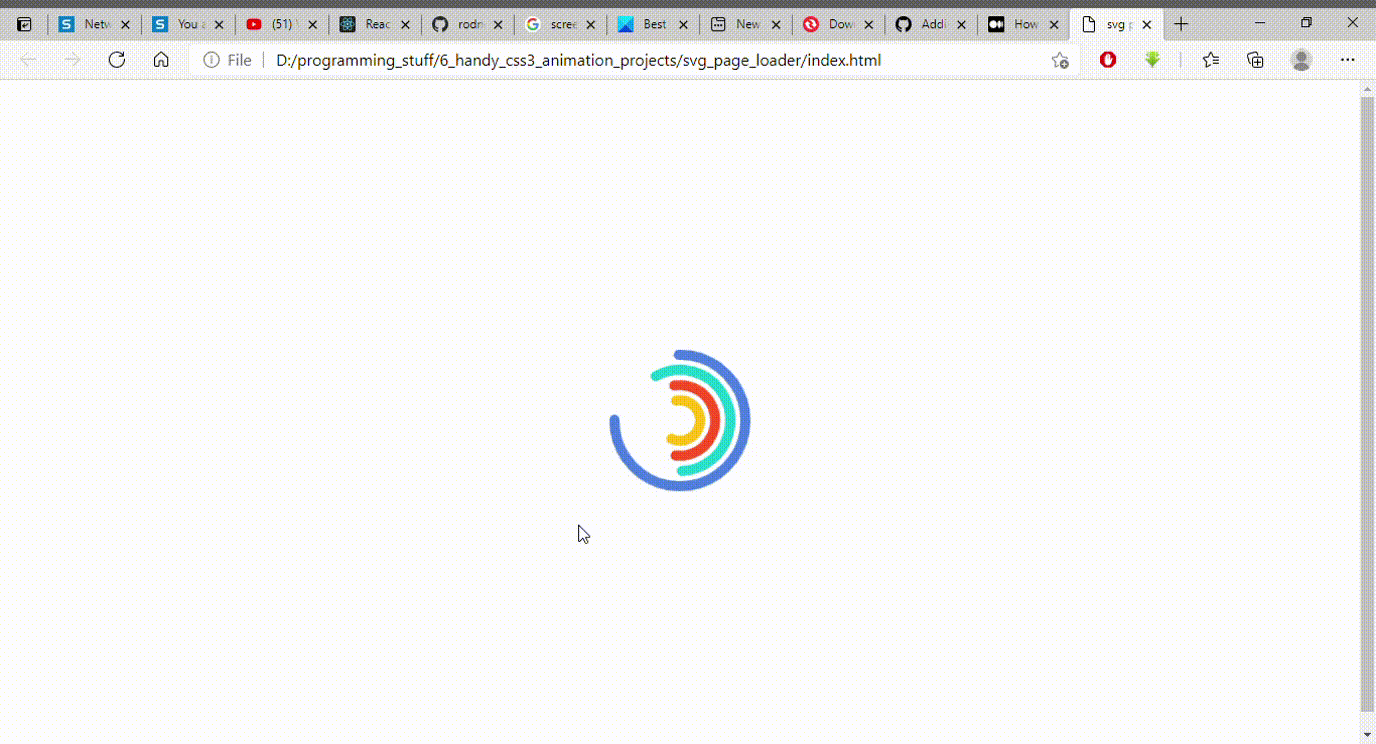 Netw You a (51) Reac rodn scree Best New Dow Addi How svg p
File D:/programming_stuff/6_handy_css3_animation_projects/svg_page_loader/index.html